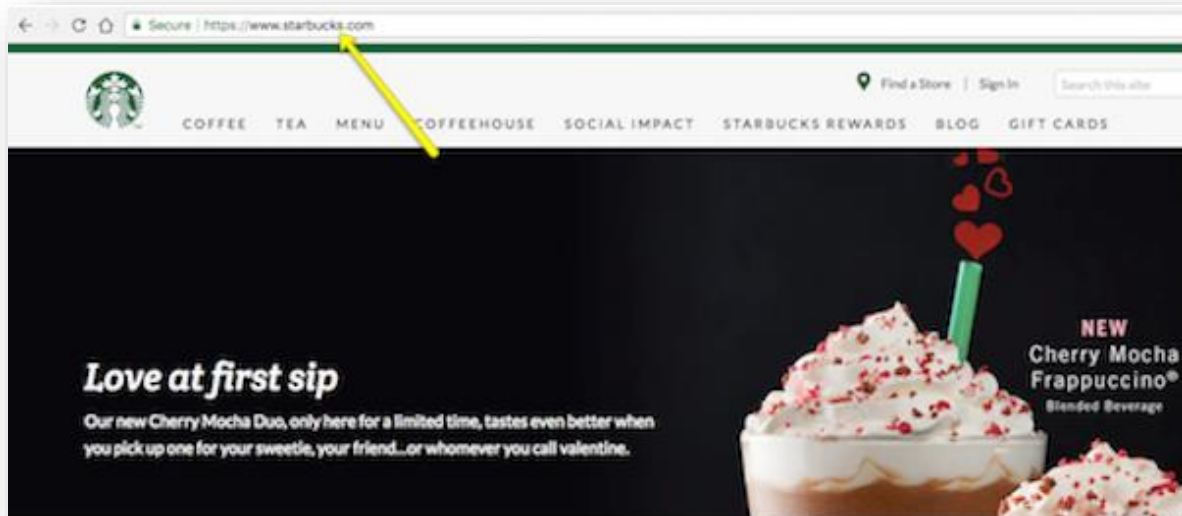 Secure | https://www.starbucks.com
Find a Store | Sign In Search this site
COFFEE TEA MENU COFFEEHOUSE SOCIAL IMPACT STARBUCKS REWARDS BLOG GIFT CARDS
Love at first sip
Our new Cherry Mocha Duo, only here for a limited time, tastes even better when
you pick up one for your sweetie, your friend...or whomever you call valentine.
NEW
Cherry Mocha
Frappuccino®
Blended Beverage